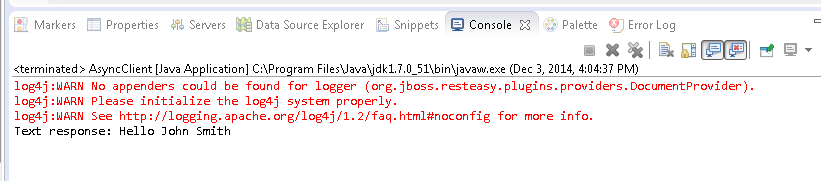 Markers Properties Servers Data Source Explorer Snippets Console Palette Error Log
<terminated> AsyncClient [Java Application] C:\Program Files\Java\jdk1.7.0_51\bin\javaw.exe (Dec 3, 2014, 4:04:37 PM)
log4j:WARN No appenders could be found for logger (org.jboss.resteasy.plugins.providers.DocumentProvider).
log4j:WARN Please initialize the log4j system properly.
log4j:WARN See http://logging.apache.org/log4j/1.2/faq.html#noconfig for more info.
Text response: Hello John Smith